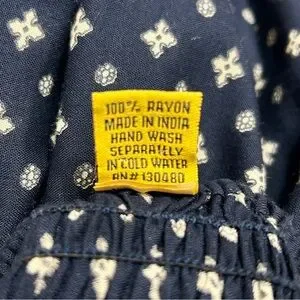 100% RAYON
MADE IN INDIA
HAND WASH
SEPARATELY
IN COLD WATER
RN# 130480